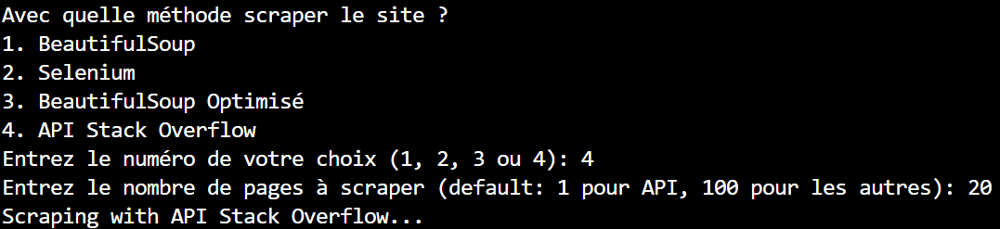 Avec quelle méthode scraper le site ?
1. BeautifulSoup
2. Selenium
3. BeautifulSoup Optimisé
4. API Stack Overflow
Entrez le numéro de votre choix (1, 2, 3 ou 4): 4
Entrez le nombre de pages à scraper (default: 1 pour API, 100 pour les autres): 20
Scraping with API Stack Overflow...